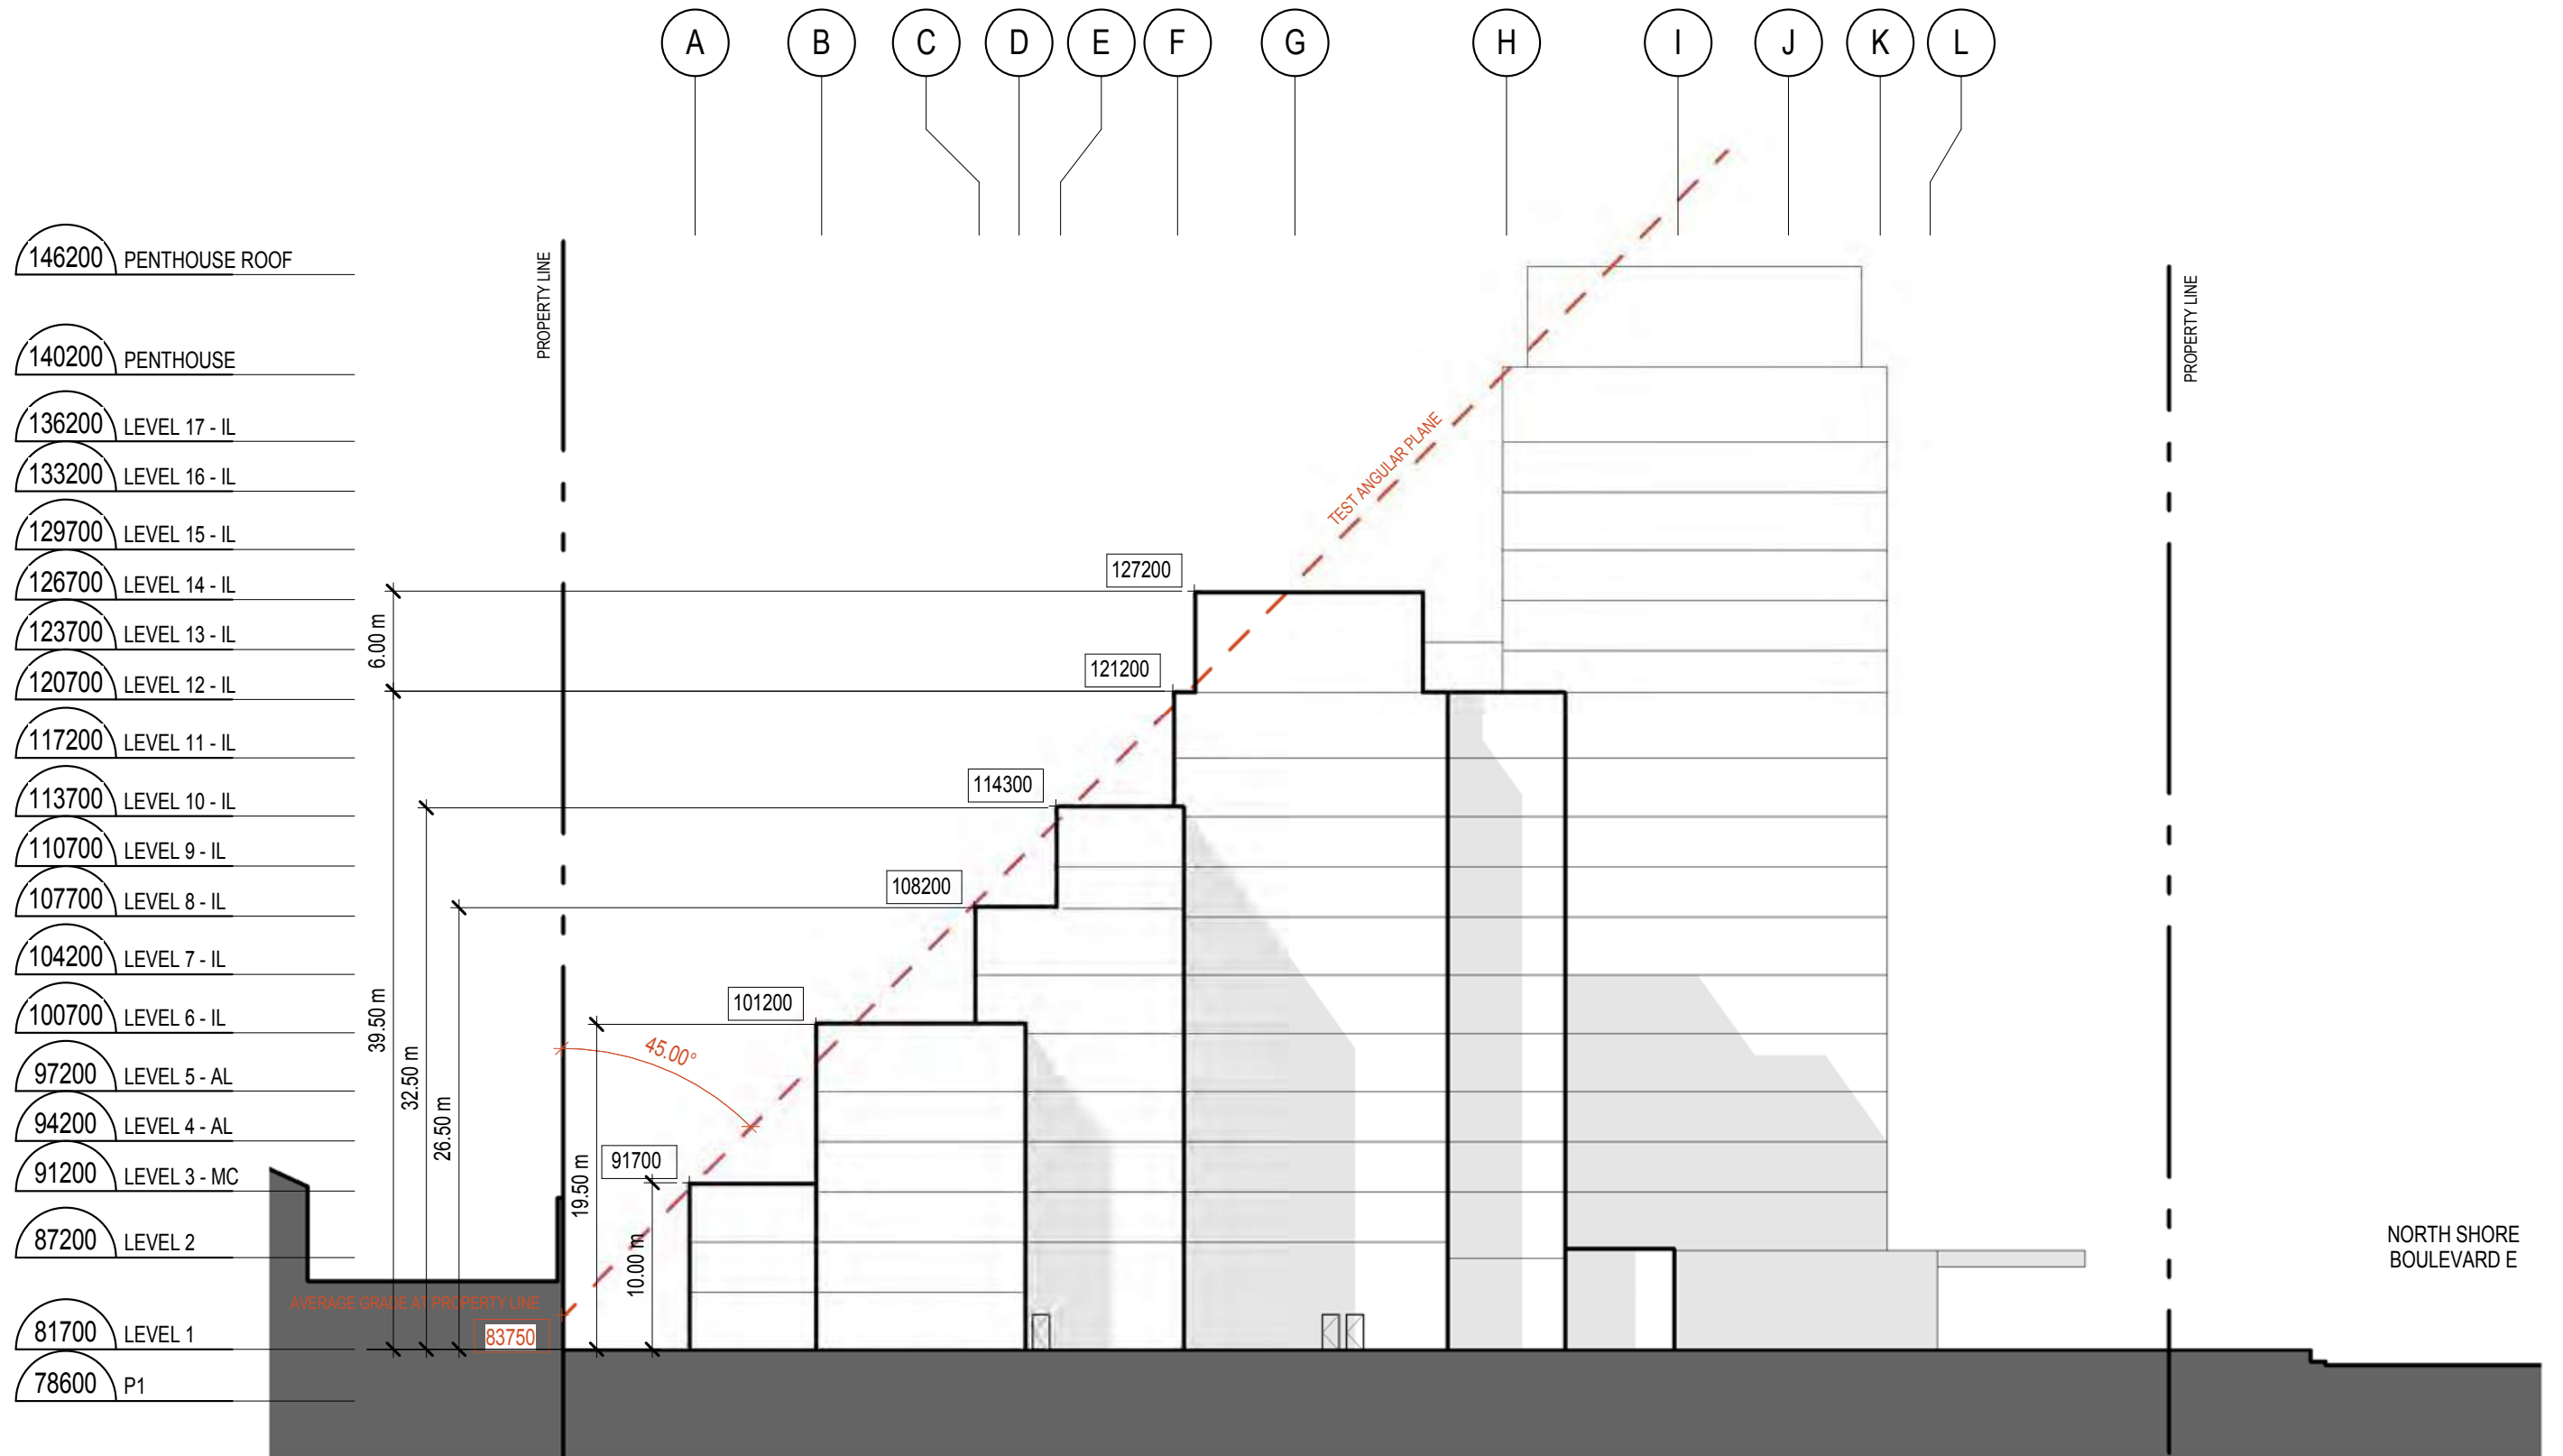 A B C D E F G H I J K L
146200 PENTHOUSE ROOF
140200 PENTHOUSE
136200 LEVEL 17 - IL
133200 LEVEL 16 - IL
129700 LEVEL 15 - IL
126700 LEVEL 14 - IL
123700 LEVEL 13 - IL
120700 LEVEL 12 - IL
117200 LEVEL 11 - IL
113700 LEVEL 10 - IL
110700 LEVEL 9 - IL
107700 LEVEL 8 - IL
104200 LEVEL 7 - IL
100700 LEVEL 6 - IL
97200 LEVEL 5 - AL
94200 LEVEL 4 - AL
91200 LEVEL 3 - MC
87200 LEVEL 2
81700 LEVEL 1
78600 P1
PROPERTY LINE
PROPERTY LINE
TEST ANGULAR PLANE
127200
121200
114300
108200
101200
91700
6.00 m
39.50 m
32.50 m
26.50 m
19.50 m
10.00 m
45.00°
AVERAGE GRADE AT PROPERTY LINE
83750
NORTH SHORE
BOULEVARD E